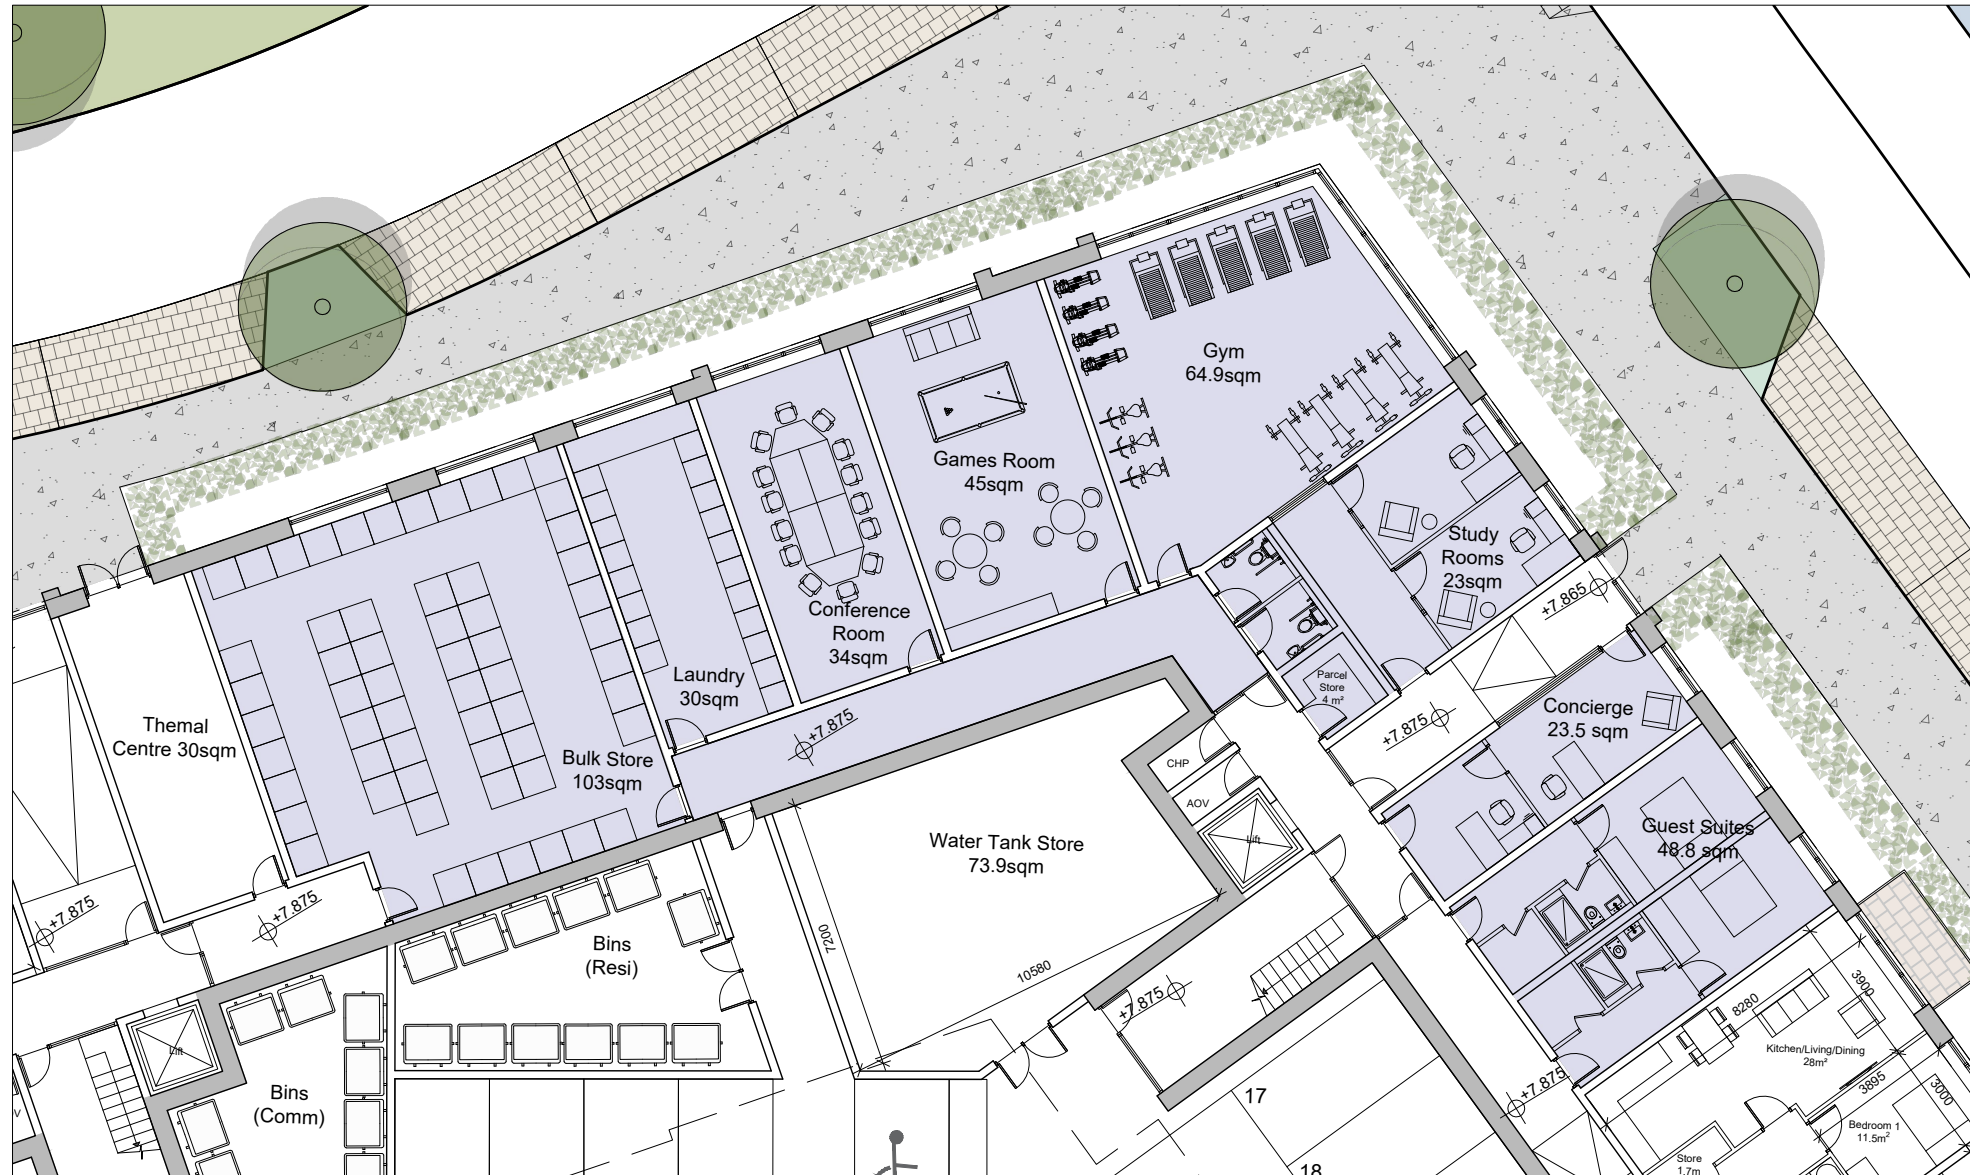 Gym
64.9sqm
Games Room
45sqm
Study
Rooms
23sqm
+7.865
Conference
Room
34sqm
Laundry
30sqm
Parcel
Store
4 m²
Concierge
23.5 sqm
+7.875
+7.875
Themal
Centre 30sqm
Bulk Store
103sqm
CHP
AOV
Lift
Water Tank Store
73.9sqm
Guest Suites
48.8 sqm
+7.875
+7.875
Bins
(Resi)
7200
10580
+7.875
8280
3900
Kitchen/Living/Dining
28m²
3895
3000
Lift
Bins
(Comm)
+7.875
17
Bedroom 1
11.5m²
Store
1.7m
18